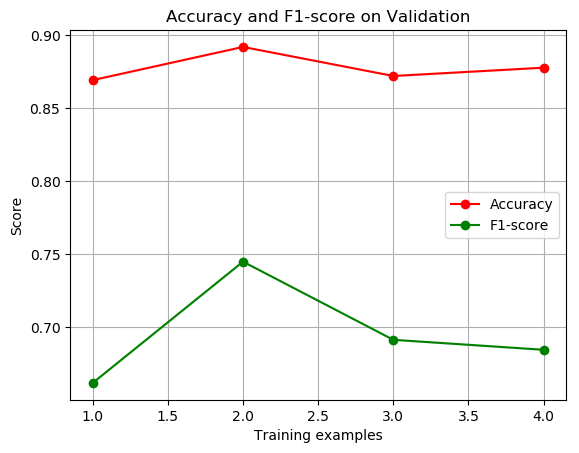 Accuracy and F1-score on Validation
0.90
0.85
0.80
0.75
0.70
Score
Accuracy
F1-score
1.0 1.5 2.0 2.5 3.0 3.5 4.0
Training examples